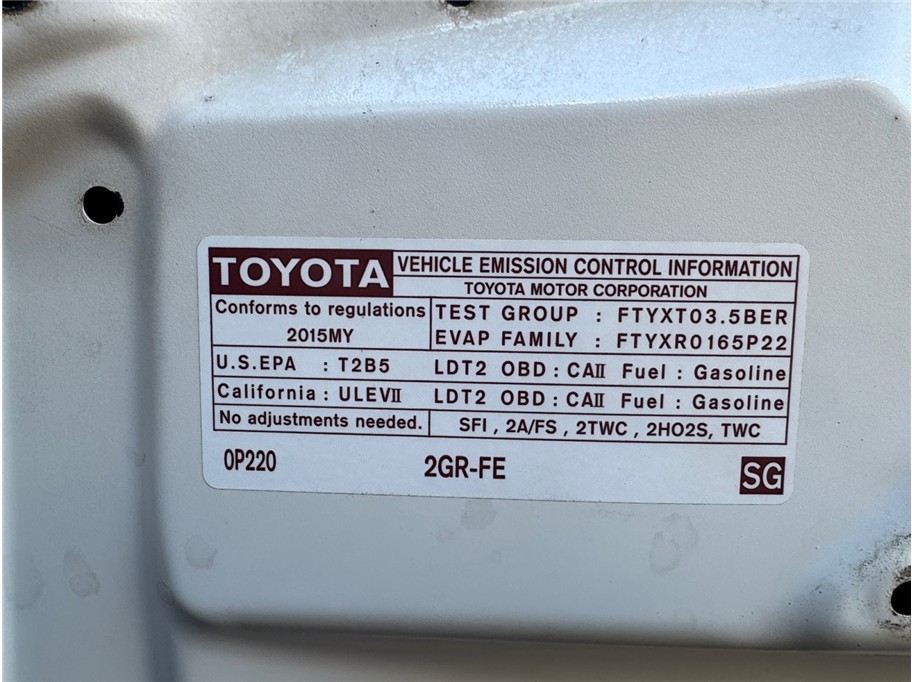 TOYOTA VEHICLE EMISSION CONTROL INFORMATION
TOYOTA MOTOR CORPORATION
Conforms to regulations
2015MY
TEST GROUP : FTYXT03.5BER
EVAP FAMILY : FTYXR0165P22
U.S.EPA : T2B5 LDT2 OBD : CAII Fuel : Gasoline
California : ULEVII LDT2 OBD : CAII Fuel : Gasoline
No adjustments needed. SFI , 2A/FS , 2TWC , 2HO2S, TWC
0P220 2GR-FE SG